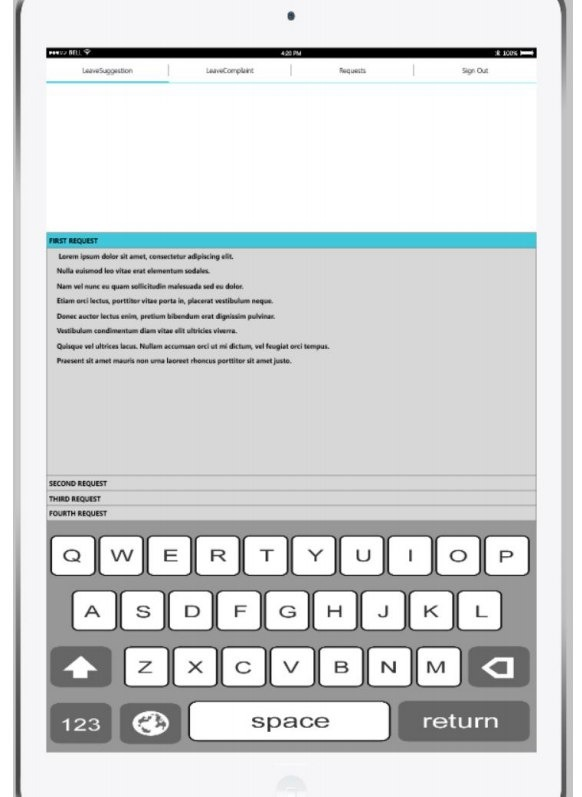 BELL 4:20 PM 100%
LeaveSuggestion LeaveComplaint Requests Sign Out
FIRST REQUEST
Lorem ipsum dolor sit amet, consectetur adipiscing elit.
Nulla euismod leo vitae erat elementum sodales.
Nam vel nunc eu quam sollicitudin malesuada sed eu dolor.
Etiam orci lectus, porttitor vitae porta in, placerat vestibulum neque.
Donec auctor lectus enim, pretium bibendum erat dignissim pulvinar.
Vestibulum condimentum diam vitae elit ultricies viverra.
Quisque vel ultrices lacus. Nullam accumsan orci ut mi dictum, vel feugiat orci tempus.
Praesent sit amet mauris non urna laoreet rhoncus porttitor sit amet justo.
SECOND REQUEST
THIRD REQUEST
FOURTH REQUEST
Q W E R T Y U I O P
A S D F G H J K L
Z X C V B N M
123 space return